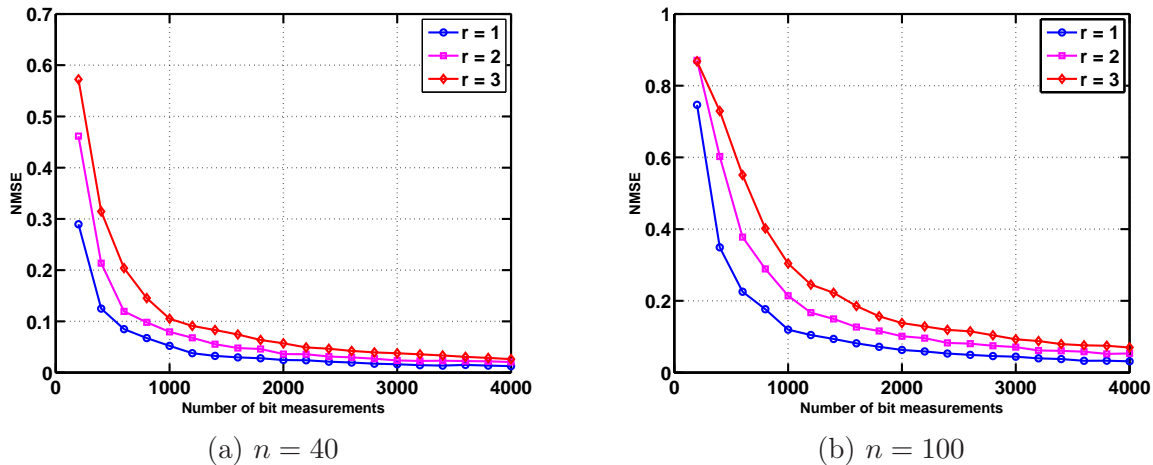 0.7
0.6
0.5
0.4
0.3
0.2
0.1
0
NMSE
0 1000 2000 3000 4000
Number of bit measurements
r = 1
r = 2
r = 3
(a) n = 40
1
0.8
0.6
0.4
0.2
0
NMSE
0 1000 2000 3000 4000
Number of bit measurements
r = 1
r = 2
r = 3
(b) n = 100